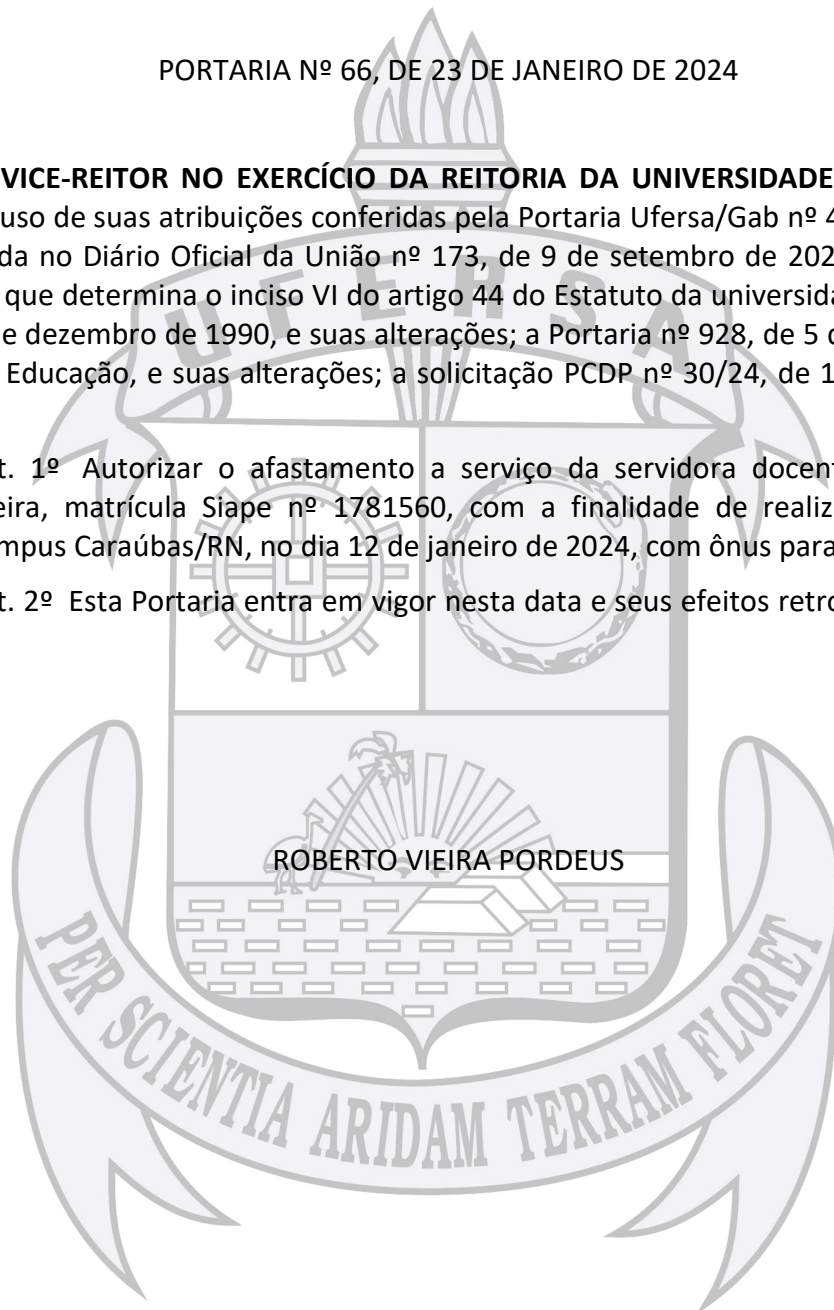 PORTARIA Nº 66, DE 23 DE JANEIRO DE 2024
VICE-REITOR NO EXERCÍCIO DA REITORIA DA UNIVERSIDADE
uso de suas atribuições conferidas pela Portaria Ufersa/Gab nº 4
da no Diário Oficial da União nº 173, de 9 de setembro de 202
que determina o inciso VI do artigo 44 do Estatuto da universida
e dezembro de 1990, e suas alterações; a Portaria nº 928, de 5 d
Educação, e suas alterações; a solicitação PCDP nº 30/24, de 1
t. 1º Autorizar o afastamento a serviço da servidora docent
eira, matrícula Siape nº 1781560, com a finalidade de realiz
mpus Caraúbas/RN, no dia 12 de janeiro de 2024, com ônus para
t. 2º Esta Portaria entra em vigor nesta data e seus efeitos retro
ROBERTO VIEIRA PORDEUS
UFERSA
PER SCIENTIA ARIDAM TERRAM FLORET